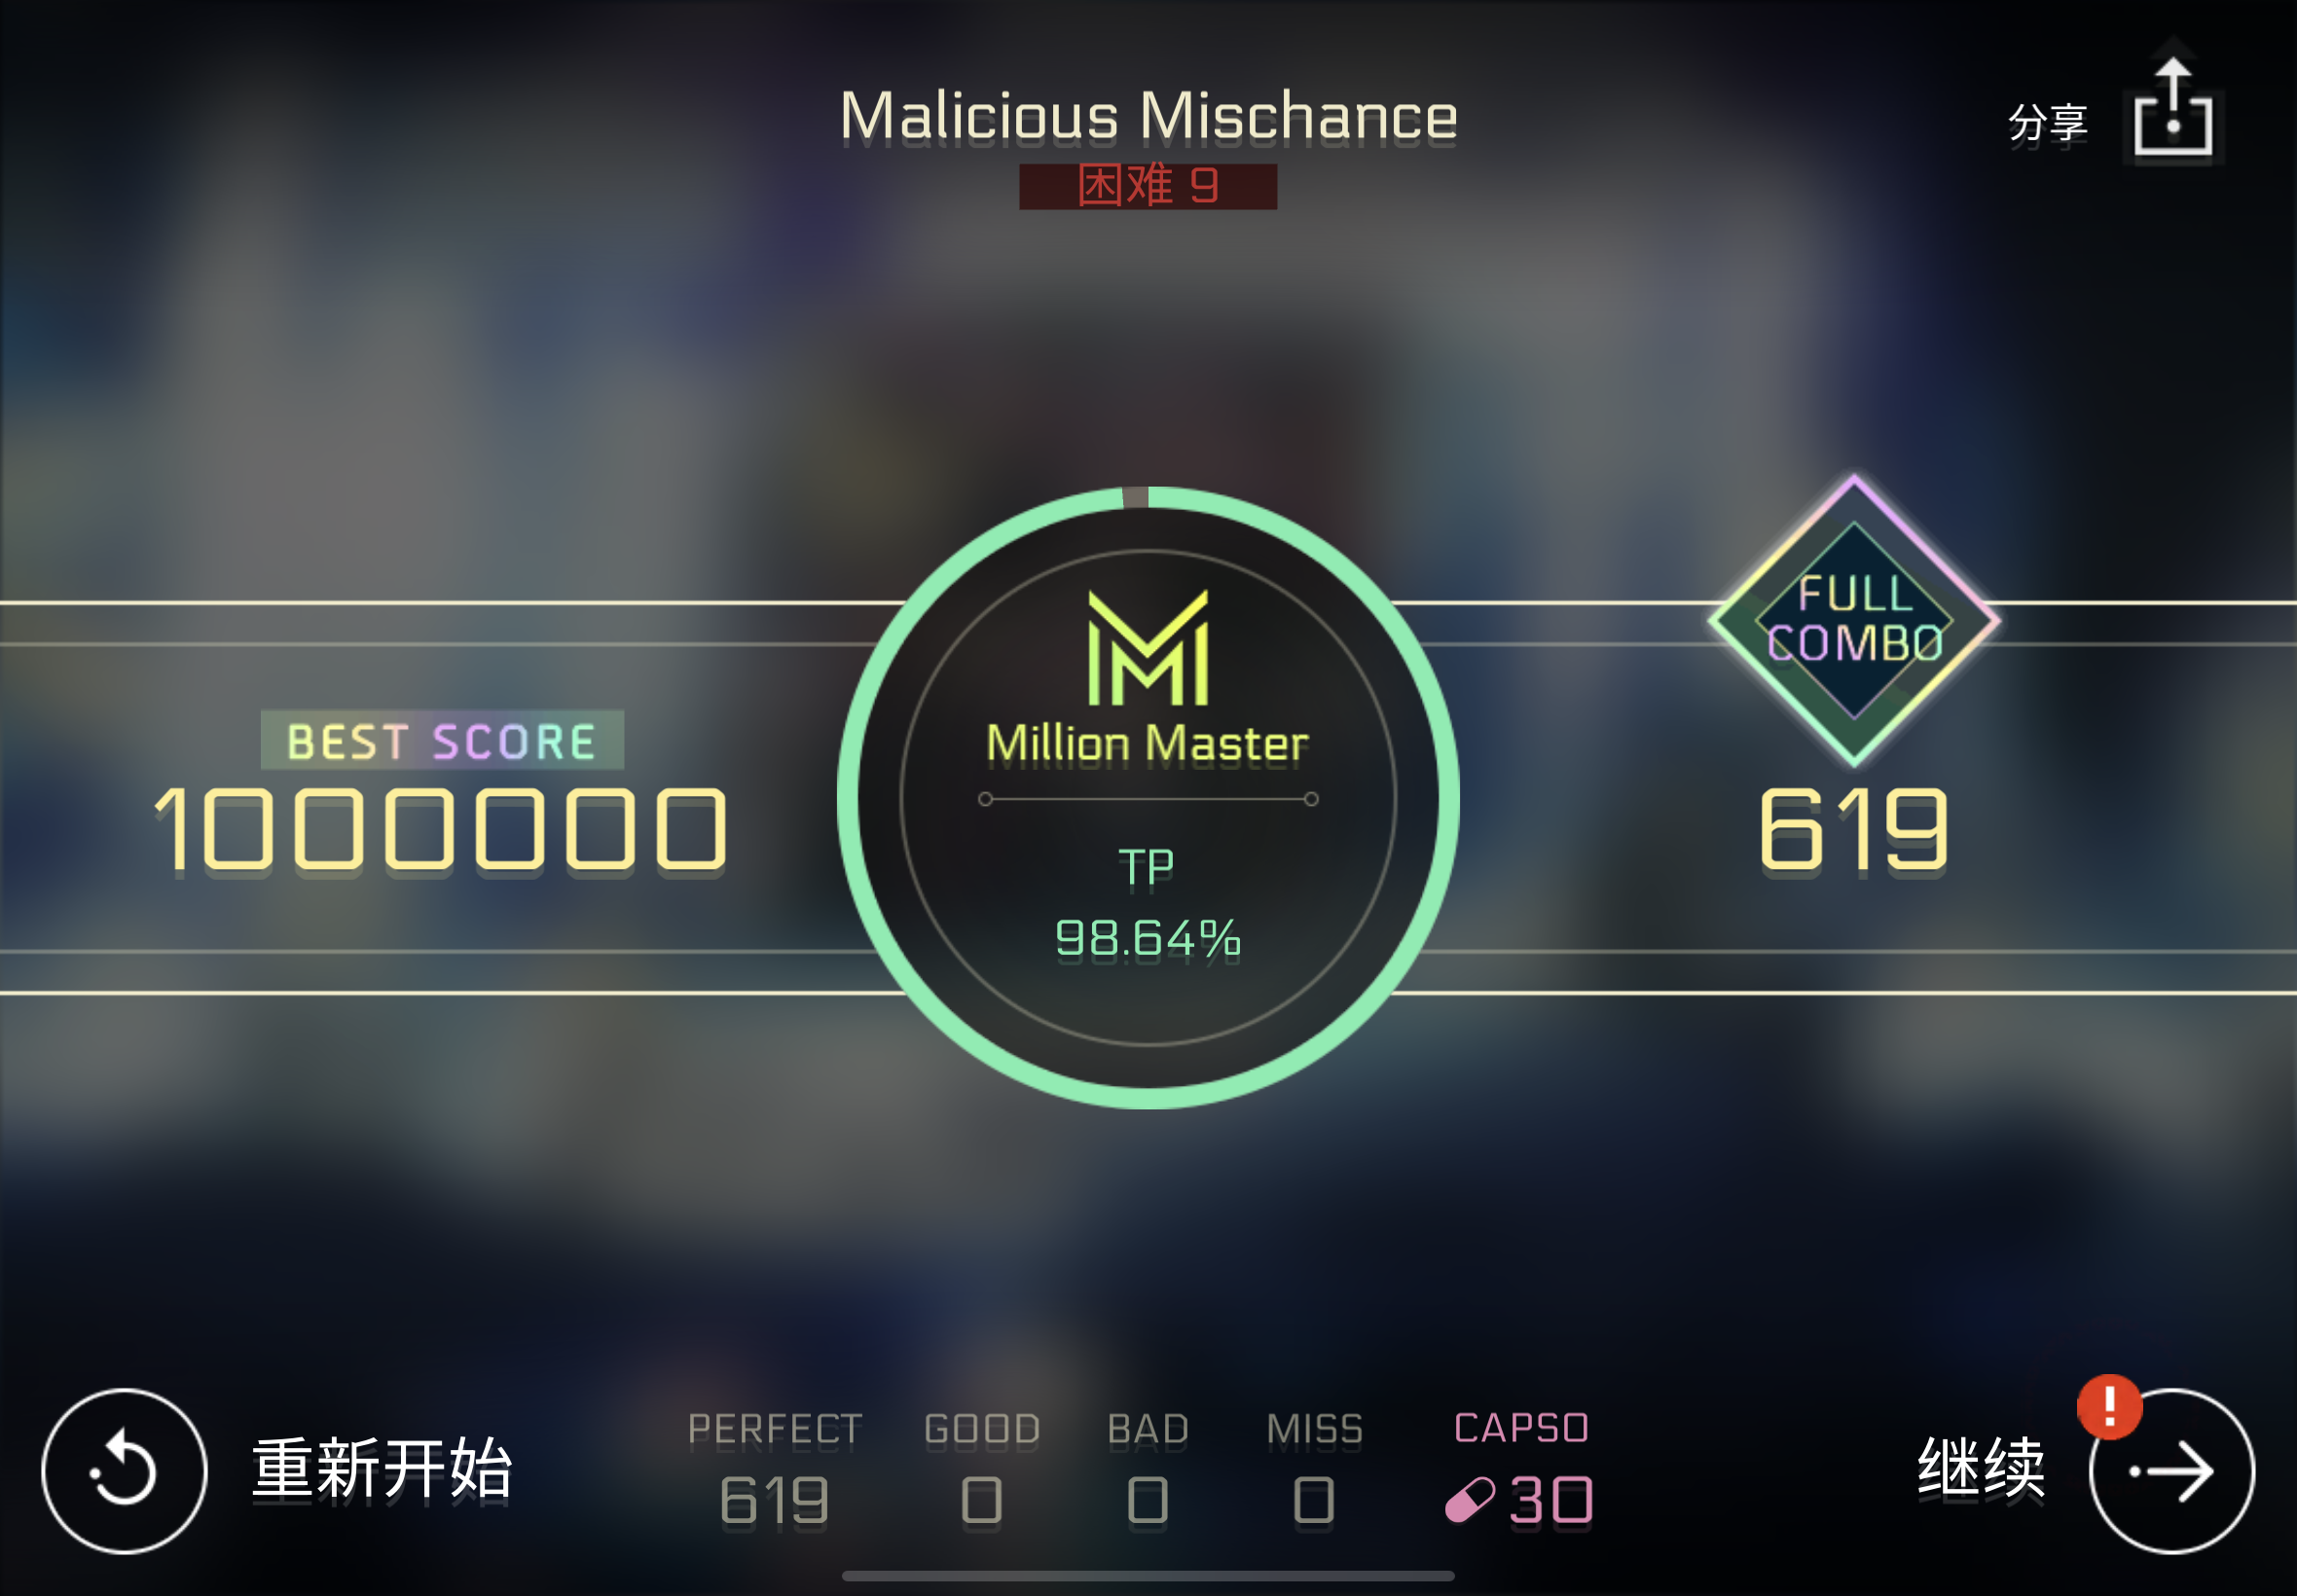 Malicious Mischance
困难 9
分享
FULL
COMBO
Million Master
BEST SCORE
1000000
619
TP
98.64%
重新开始
PERFECT GOOD BAD MISS CAPSO
619 0 0 0 30
继续
!